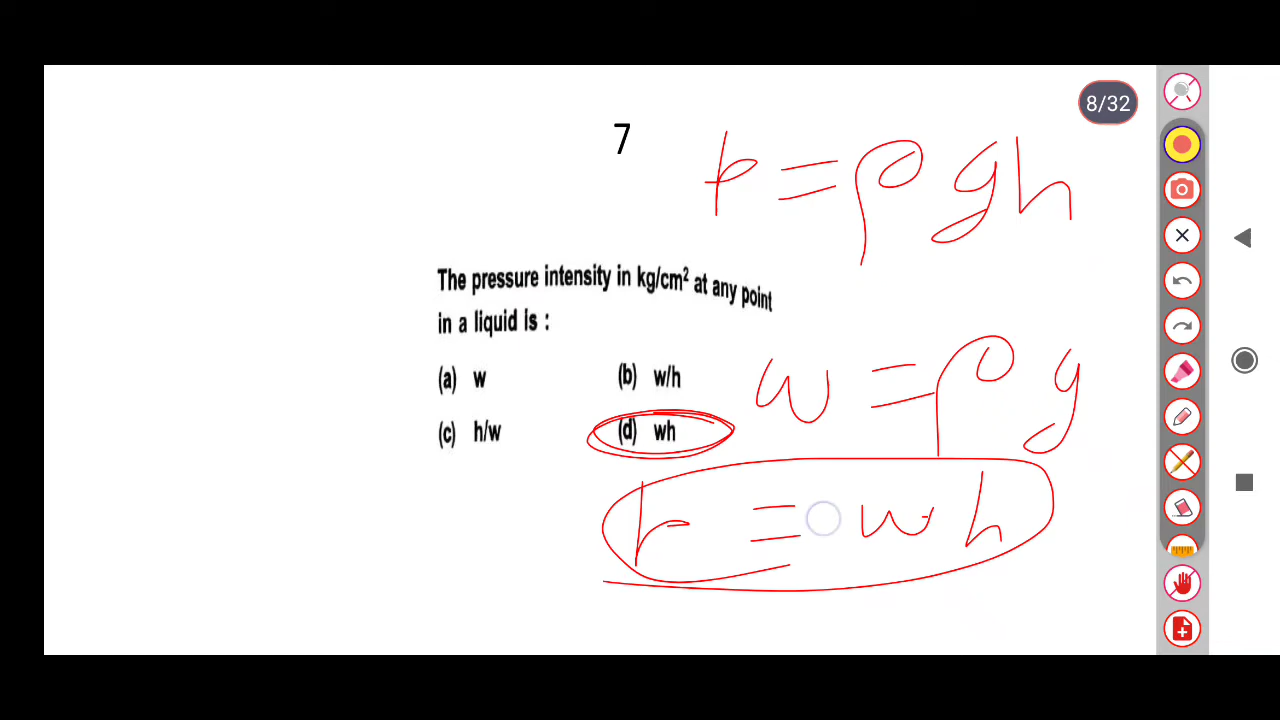 8/32
7
P = ρgh
The pressure intensity in kg/cm² at any point
in a liquid is :
(a) w (b) w/h
(c) h/w (d) wh
w = ρg
P = wh